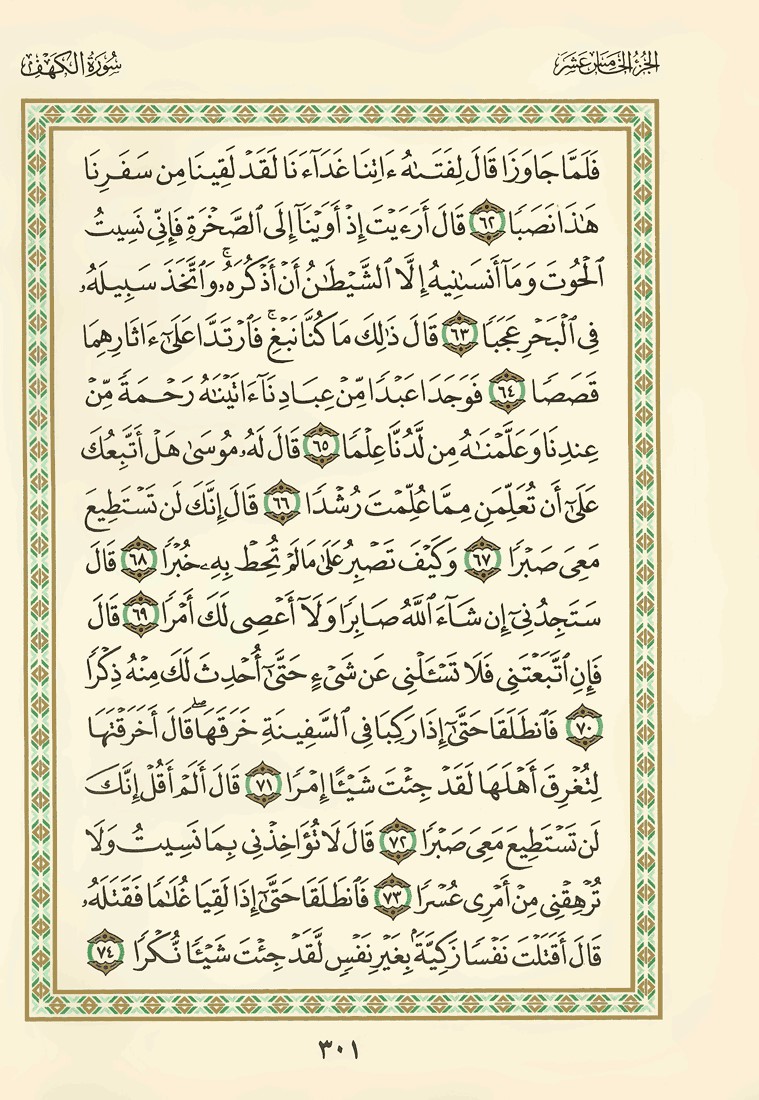 الجزء الخامس عشر
سورة الكهف
فَلَمَّا جَاوَزَا قَالَ لِفَتَىٰهُ ءَاتِنَا غَدَآءَنَا لَقَدْ لَقِينَا مِن سَفَرِنَا
هَٰذَا نَصَبًا ٦٢ قَالَ أَرَءَيْتَ إِذْ أَوَيْنَآ إِلَى ٱلصَّخْرَةِ فَإِنِّى نَسِيتُ
ٱلْحُوتَ وَمَآ أَنسَىٰنِيهُ إِلَّا ٱلشَّيْطَٰنُ أَنْ أَذْكُرَهُۥ ۚ وَٱتَّخَذَ سَبِيلَهُۥ
فِى ٱلْبَحْرِ عَجَبًا ٦٣ قَالَ ذَٰلِكَ مَا كُنَّا نَبْغِ ۚ فَٱرْتَدَّا عَلَىٰٓ ءَاثَارِهِمَا
قَصَصًا ٦٤ فَوَجَدَا عَبْدًا مِّنْ عِبَادِنَآ ءَاتَيْنَٰهُ رَحْمَةً مِّنْ
عِندِنَا وَعَلَّمْنَٰهُ مِن لَّدُنَّا عِلْمًا ٦٥ قَالَ لَهُۥ مُوسَىٰ هَلْ أَتَّبِعُكَ
عَلَىٰٓ أَن تُعَلِّمَنِ مِمَّا عُلِّمْتَ رُشْدًا ٦٦ قَالَ إِنَّكَ لَن تَسْتَطِيعَ
مَعِىَ صَبْرًا ٦٧ وَكَيْفَ تَصْبِرُ عَلَىٰ مَا لَمْ تُحِطْ بِهِۦ خُبْرًا ٦٨ قَالَ
سَتَجِدُنِىٓ إِن شَآءَ ٱللَّهُ صَابِرًا وَلَآ أَعْصِى لَكَ أَمْرًا ٦٩ قَالَ
فَإِنِ ٱتَّبَعْتَنِى فَلَا تَسْـَٔلْنِى عَن شَىْءٍ حَتَّىٰٓ أُحْدِثَ لَكَ مِنْهُ ذِكْرًا
٧٠ فَٱنطَلَقَا حَتَّىٰٓ إِذَا رَكِبَا فِى ٱلسَّفِينَةِ خَرَقَهَا ۖ قَالَ أَخَرَقْتَهَا
لِتُغْرِقَ أَهْلَهَا لَقَدْ جِئْتَ شَيْـًٔا إِمْرًا ٧١ قَالَ أَلَمْ أَقُلْ إِنَّكَ
لَن تَسْتَطِيعَ مَعِىَ صَبْرًا ٧٢ قَالَ لَا تُؤَاخِذْنِى بِمَا نَسِيتُ وَلَا
تُرْهِقْنِى مِنْ أَمْرِى عُسْرًا ٧٣ فَٱنطَلَقَا حَتَّىٰٓ إِذَا لَقِيَا غُلَٰمًا فَقَتَلَهُۥ
قَالَ أَقَتَلْتَ نَفْسًا زَكِيَّةًۢ بِغَيْرِ نَفْسٍ لَّقَدْ جِئْتَ شَيْـًٔا نُّكْرًا ٧٤
٣٠١